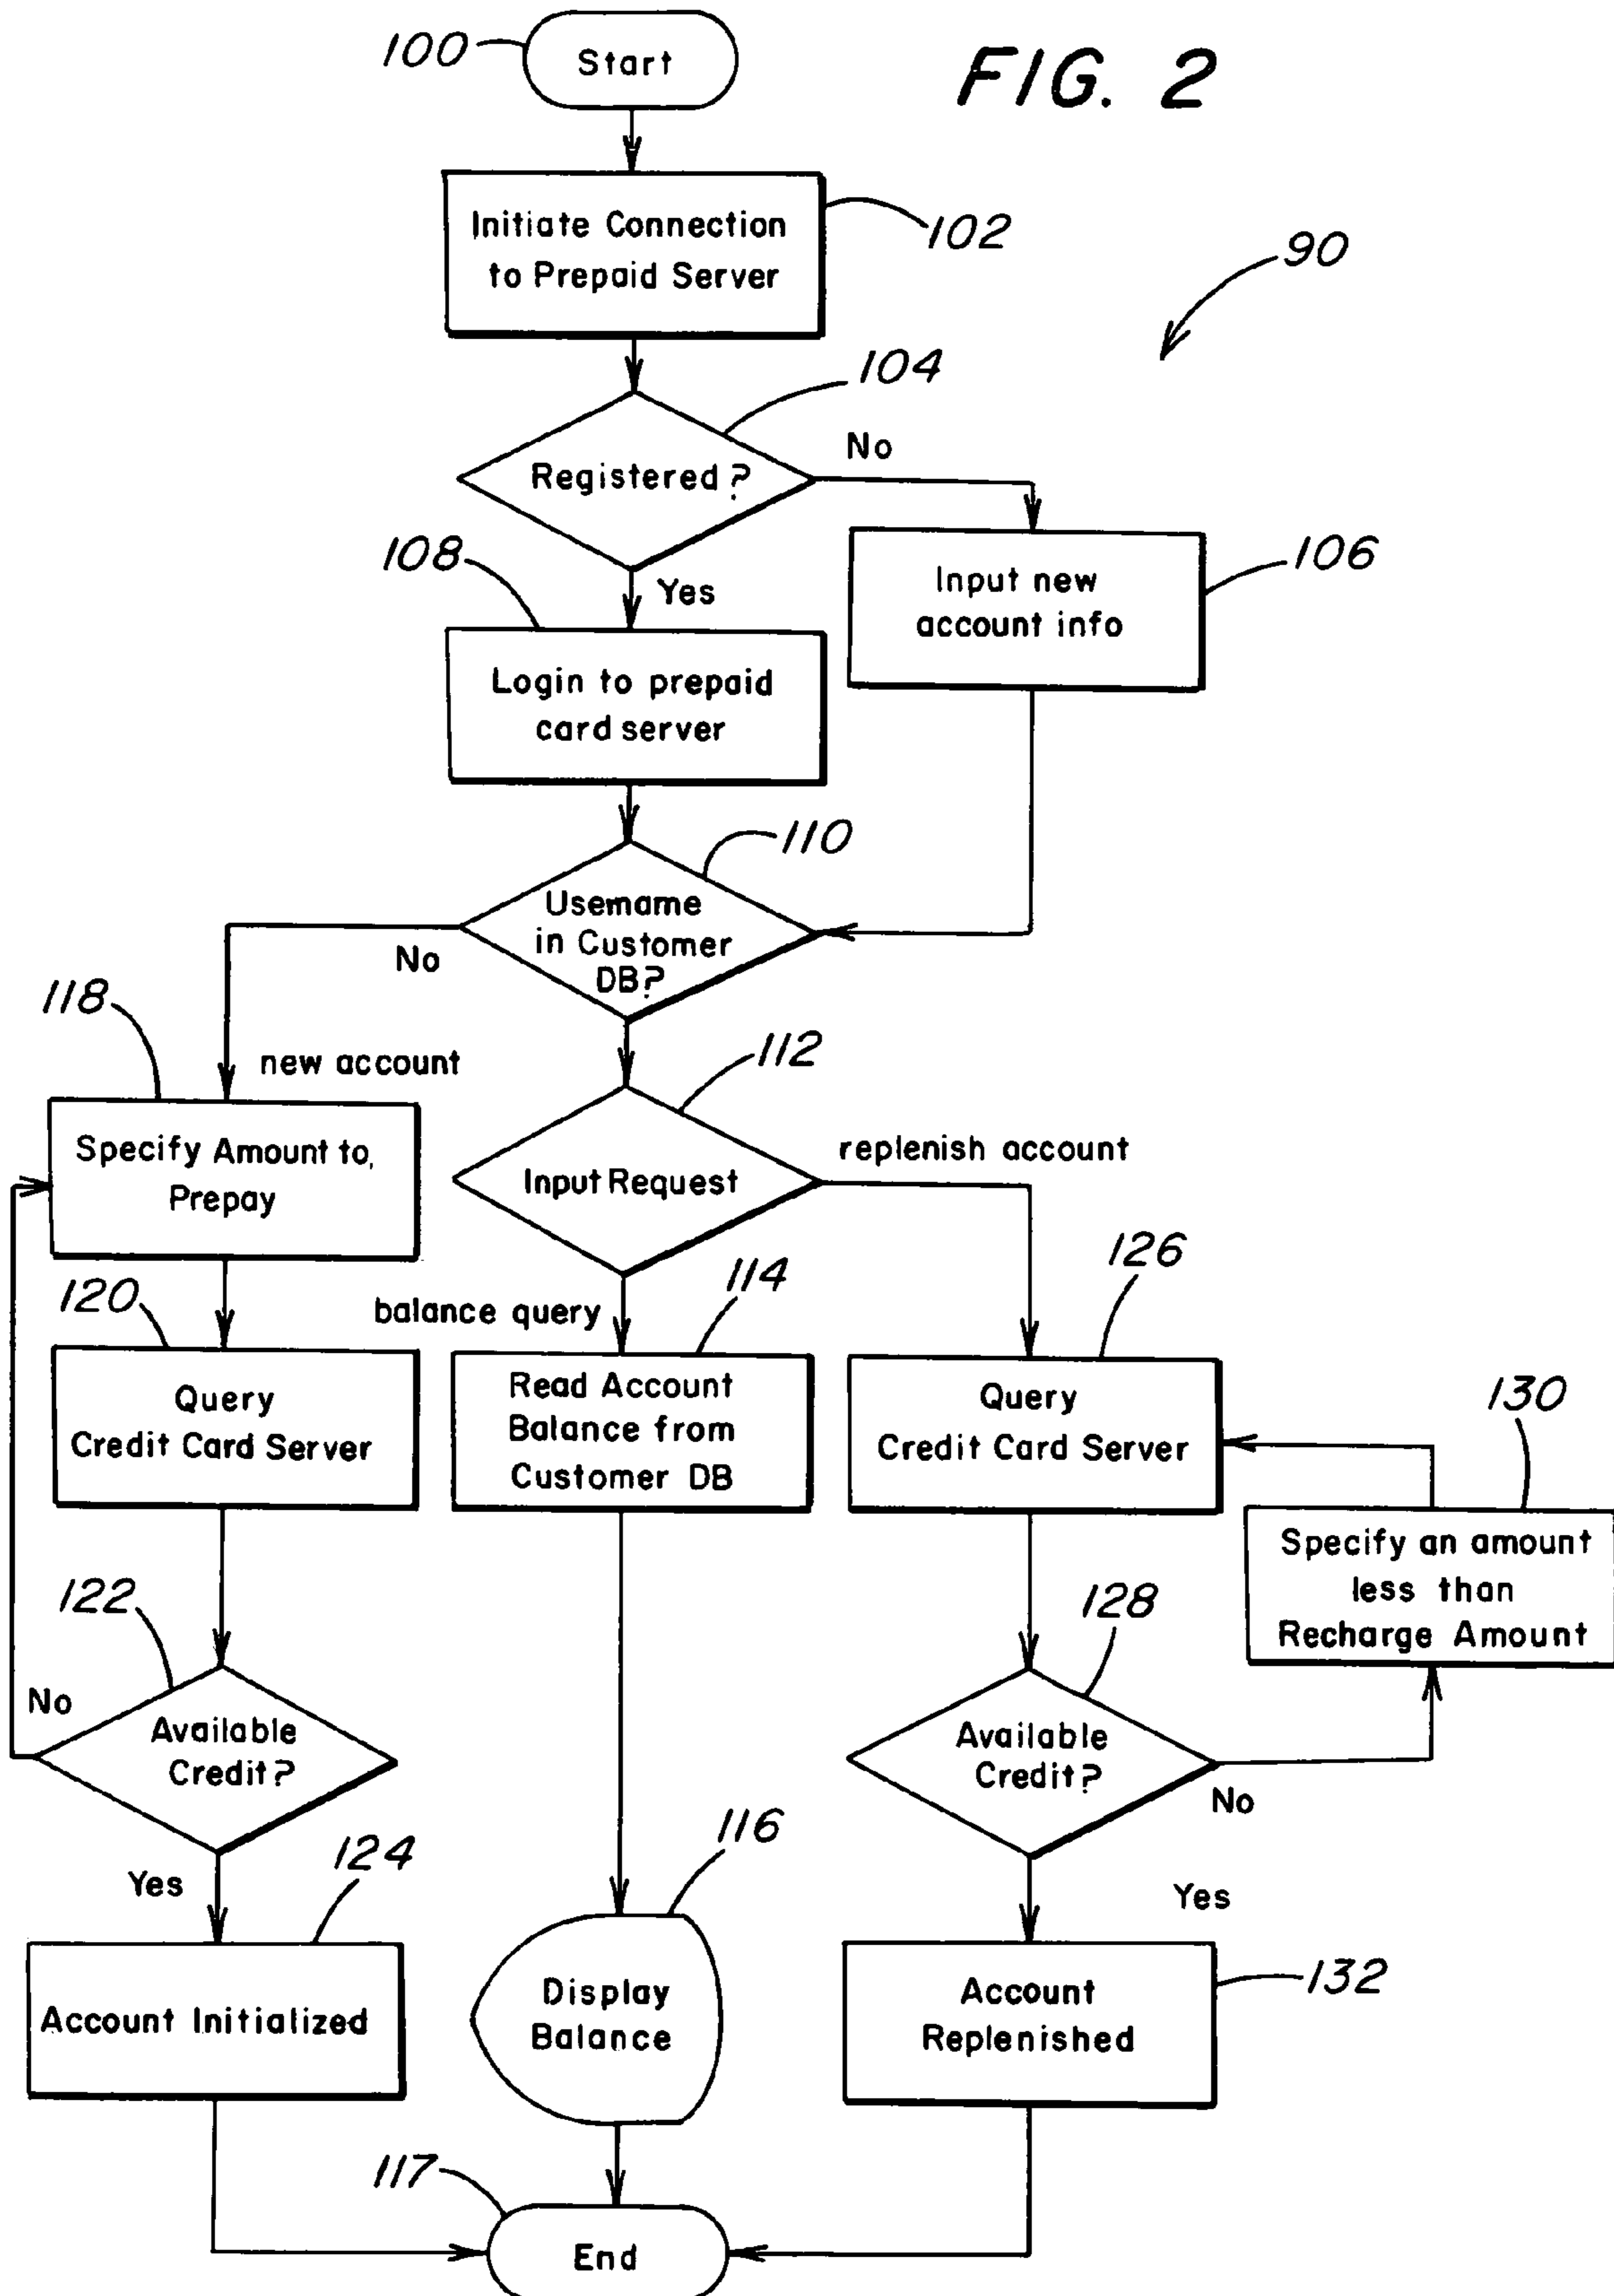 FIG. 2
100
Start
Initiate Connection
to Prepaid Server
102
90
104
Registered?
No
Yes
106
Input new
account info
108
Login to prepaid
card server
110
Username
in Customer
DB?
No
118
new account
112
Specify Amount to,
Prepay
Input Request
replenish account
120
balance query
114
126
Query
Credit Card Server
Read Account
Balance from
Customer DB
Query
Credit Card Server
130
Specify an amount
less than
Recharge Amount
122
No
Available
Credit?
128
Available
Credit?
No
Yes
124
116
Yes
Account Initialized
Display
Balance
Account
Replenished
132
117
End